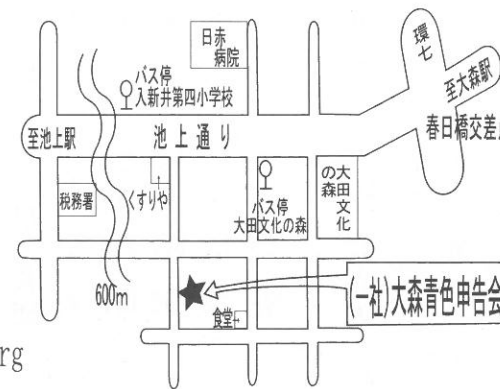 日赤
病院
環七
バス停
入新井第四小学校
至大森駅
至池上駅
池上通り
春日橋交差
税務署
くすりや
バス停
大田文化の森
大田文化
の森
600m
(一社)大森青色申告会
食堂
rg